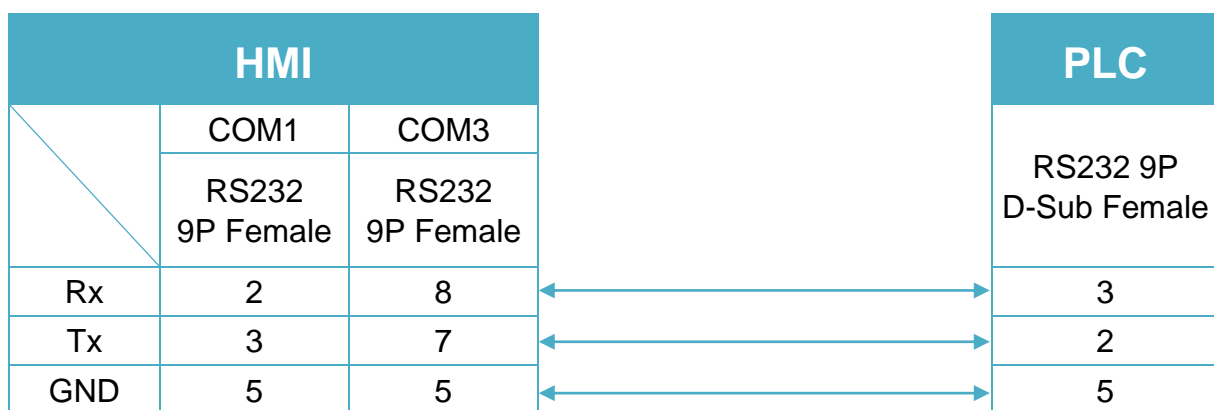 HMI
PLC
COM1 COM3
RS232 9P Female
RS232 9P Female
RS232 9P D-Sub Female
Rx 2 8 3
Tx 3 7 2
GND 5 5 5